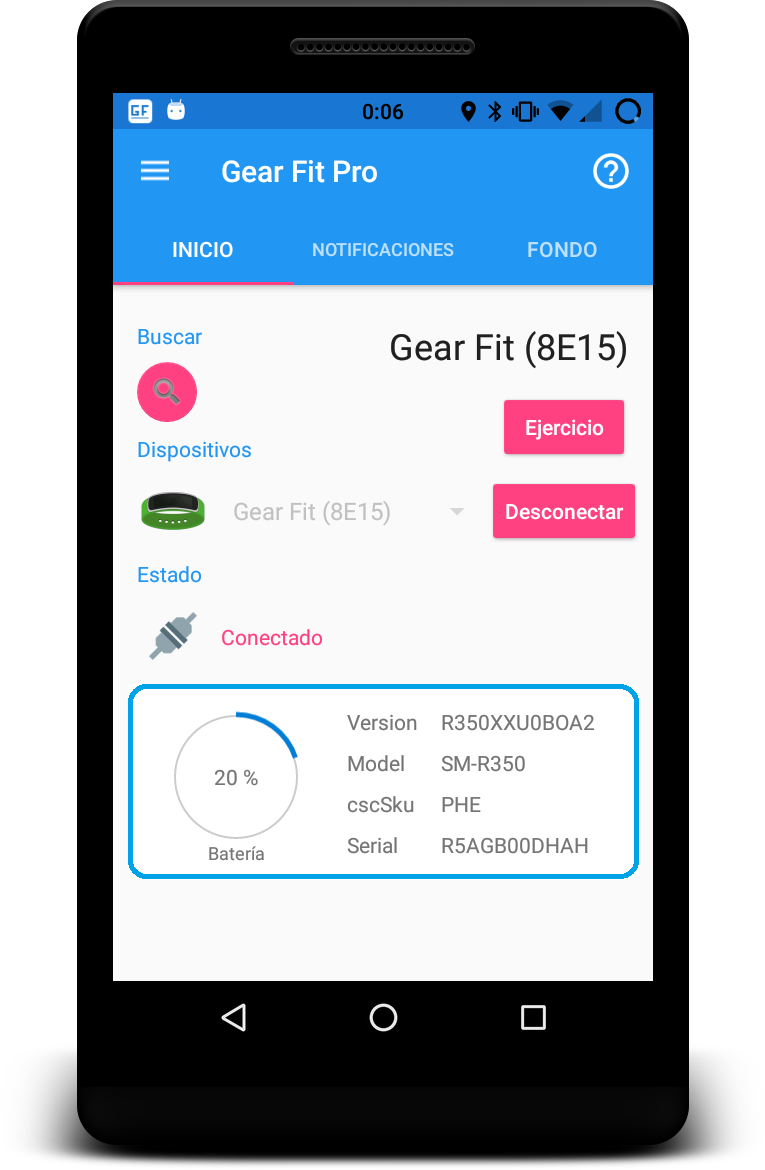 GF
0:06
Gear Fit Pro
?
INICIO
NOTIFICACIONES
FONDO
Buscar
Gear Fit (8E15)
Ejercicio
Dispositivos
Gear Fit (8E15)
Desconectar
Estado
Conectado
20 %
Batería
Version R350XXU0BOA2
Model SM-R350
cscSku PHE
Serial R5AGB00DHAH